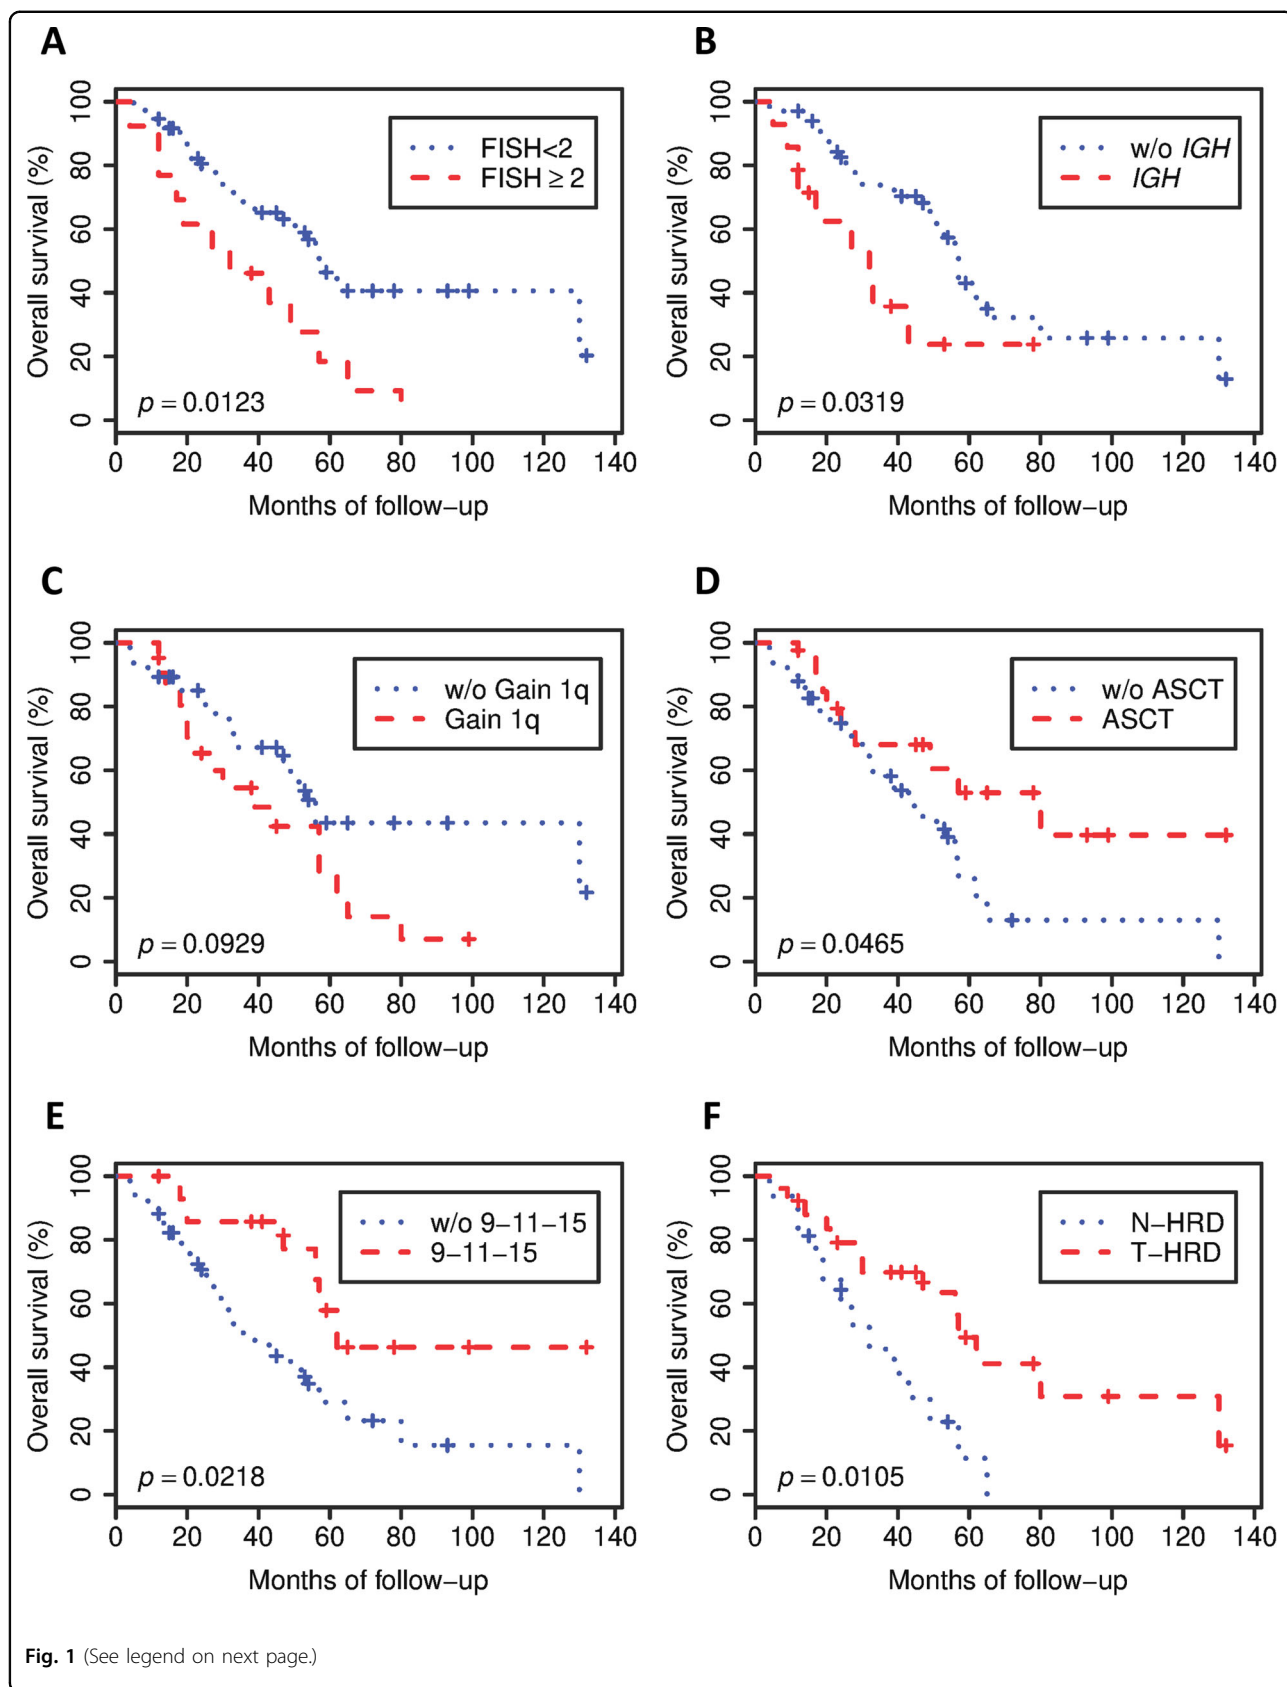 A
Overall survival (%)
0 20 40 60 80 100
FISH<2
FISH ≥ 2
p = 0.0123
0 20 40 60 80 100 120 140
Months of follow–up
B
Overall survival (%)
0 20 40 60 80 100
w/o IGH
IGH
p = 0.0319
0 20 40 60 80 100 120 140
Months of follow–up
C
Overall survival (%)
0 20 40 60 80 100
w/o Gain 1q
Gain 1q
p = 0.0929
0 20 40 60 80 100 120 140
Months of follow–up
D
Overall survival (%)
0 20 40 60 80 100
w/o ASCT
ASCT
p = 0.0465
0 20 40 60 80 100 120 140
Months of follow–up
E
Overall survival (%)
0 20 40 60 80 100
w/o 9–11–15
9–11–15
p = 0.0218
0 20 40 60 80 100 120 140
Months of follow–up
F
Overall survival (%)
0 20 40 60 80 100
N–HRD
T–HRD
p = 0.0105
0 20 40 60 80 100 120 140
Months of follow–up
Fig. 1 (See legend on next page.)